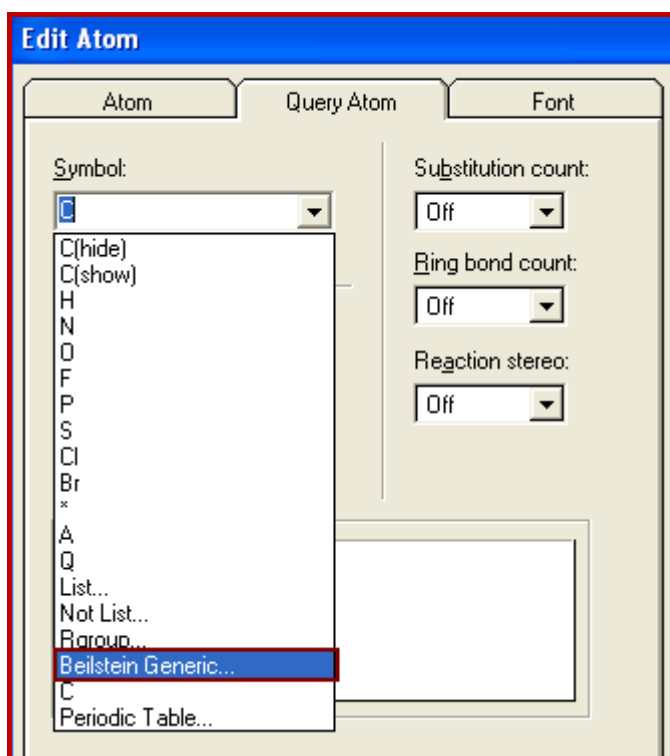 Edit Atom
Atom Query Atom Font
Symbol:
C
C(hide)
C(show)
H
N
O
F
P
S
Cl
Br
*
A
Q
List...
Not List...
Rgroup...
Beilstein Generic...
C
Periodic Table...
Substitution count:
Off
Ring bond count:
Off
Reaction stereo:
Off